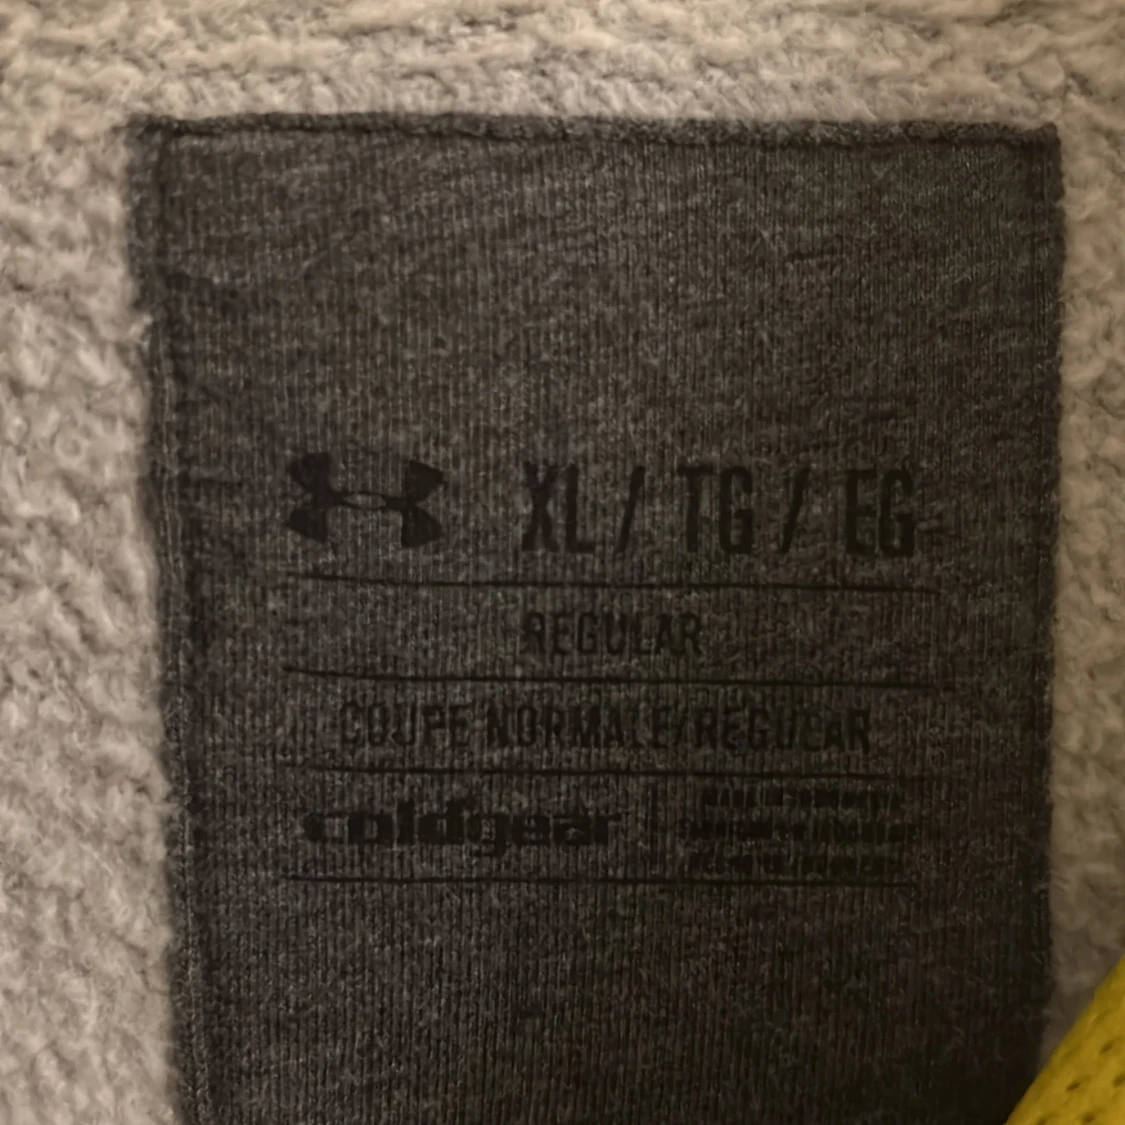 XL / TG / EG
REGULAR
COUPE NORMALE/REGULAR
coldgear